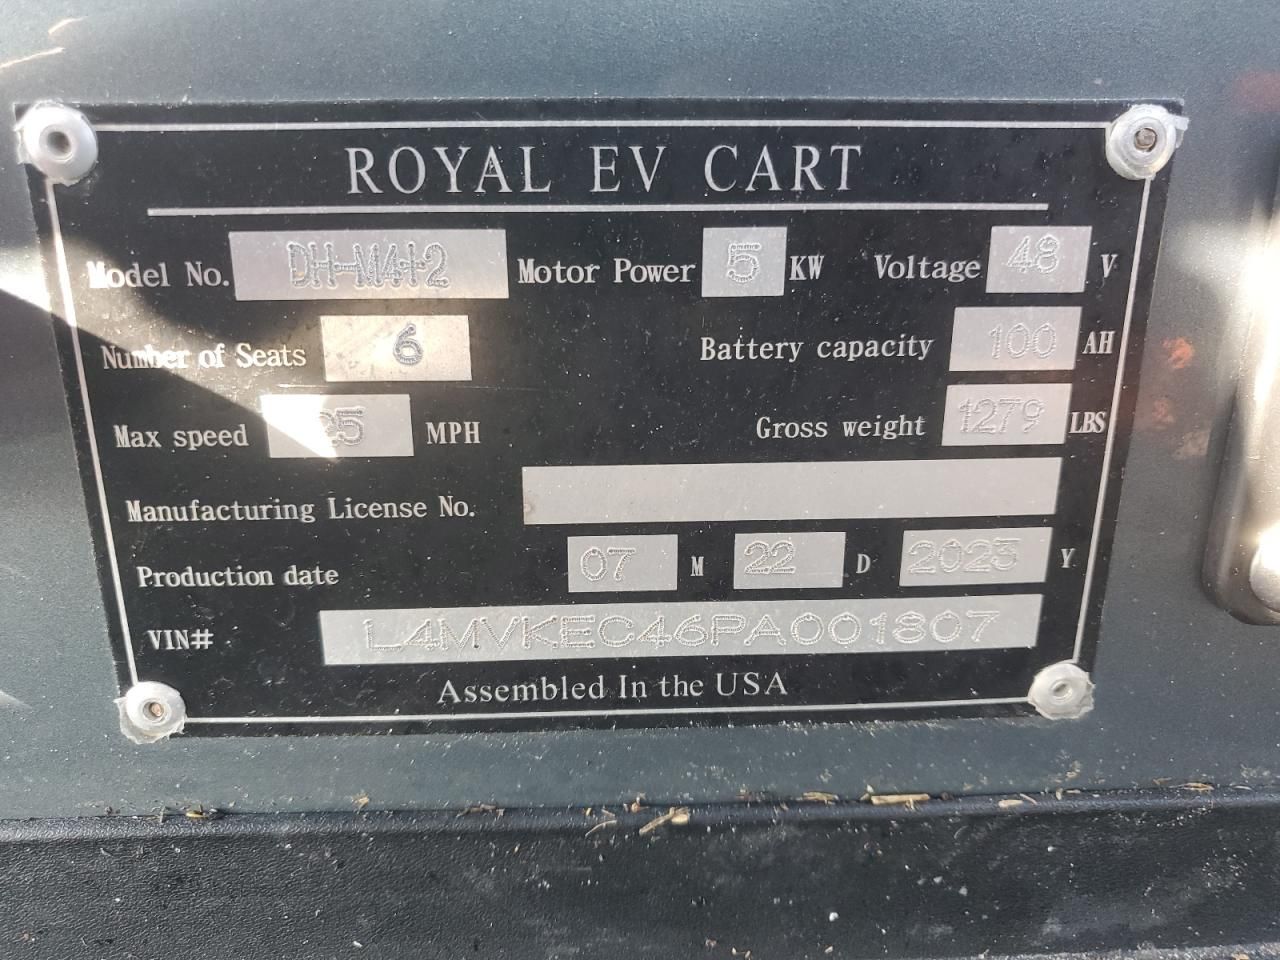 ROYAL EV CART
Model No. DH-M4+2 Motor Power 5 KW Voltage 48 V
Number of Seats 6 Battery capacity 100 AH
Max speed 25 MPH Gross weight 1279 LBS
Manufacturing License No.
Production date 07 M 22 D 2023 Y
VIN# L4MVKEC46PA001807
Assembled In the USA